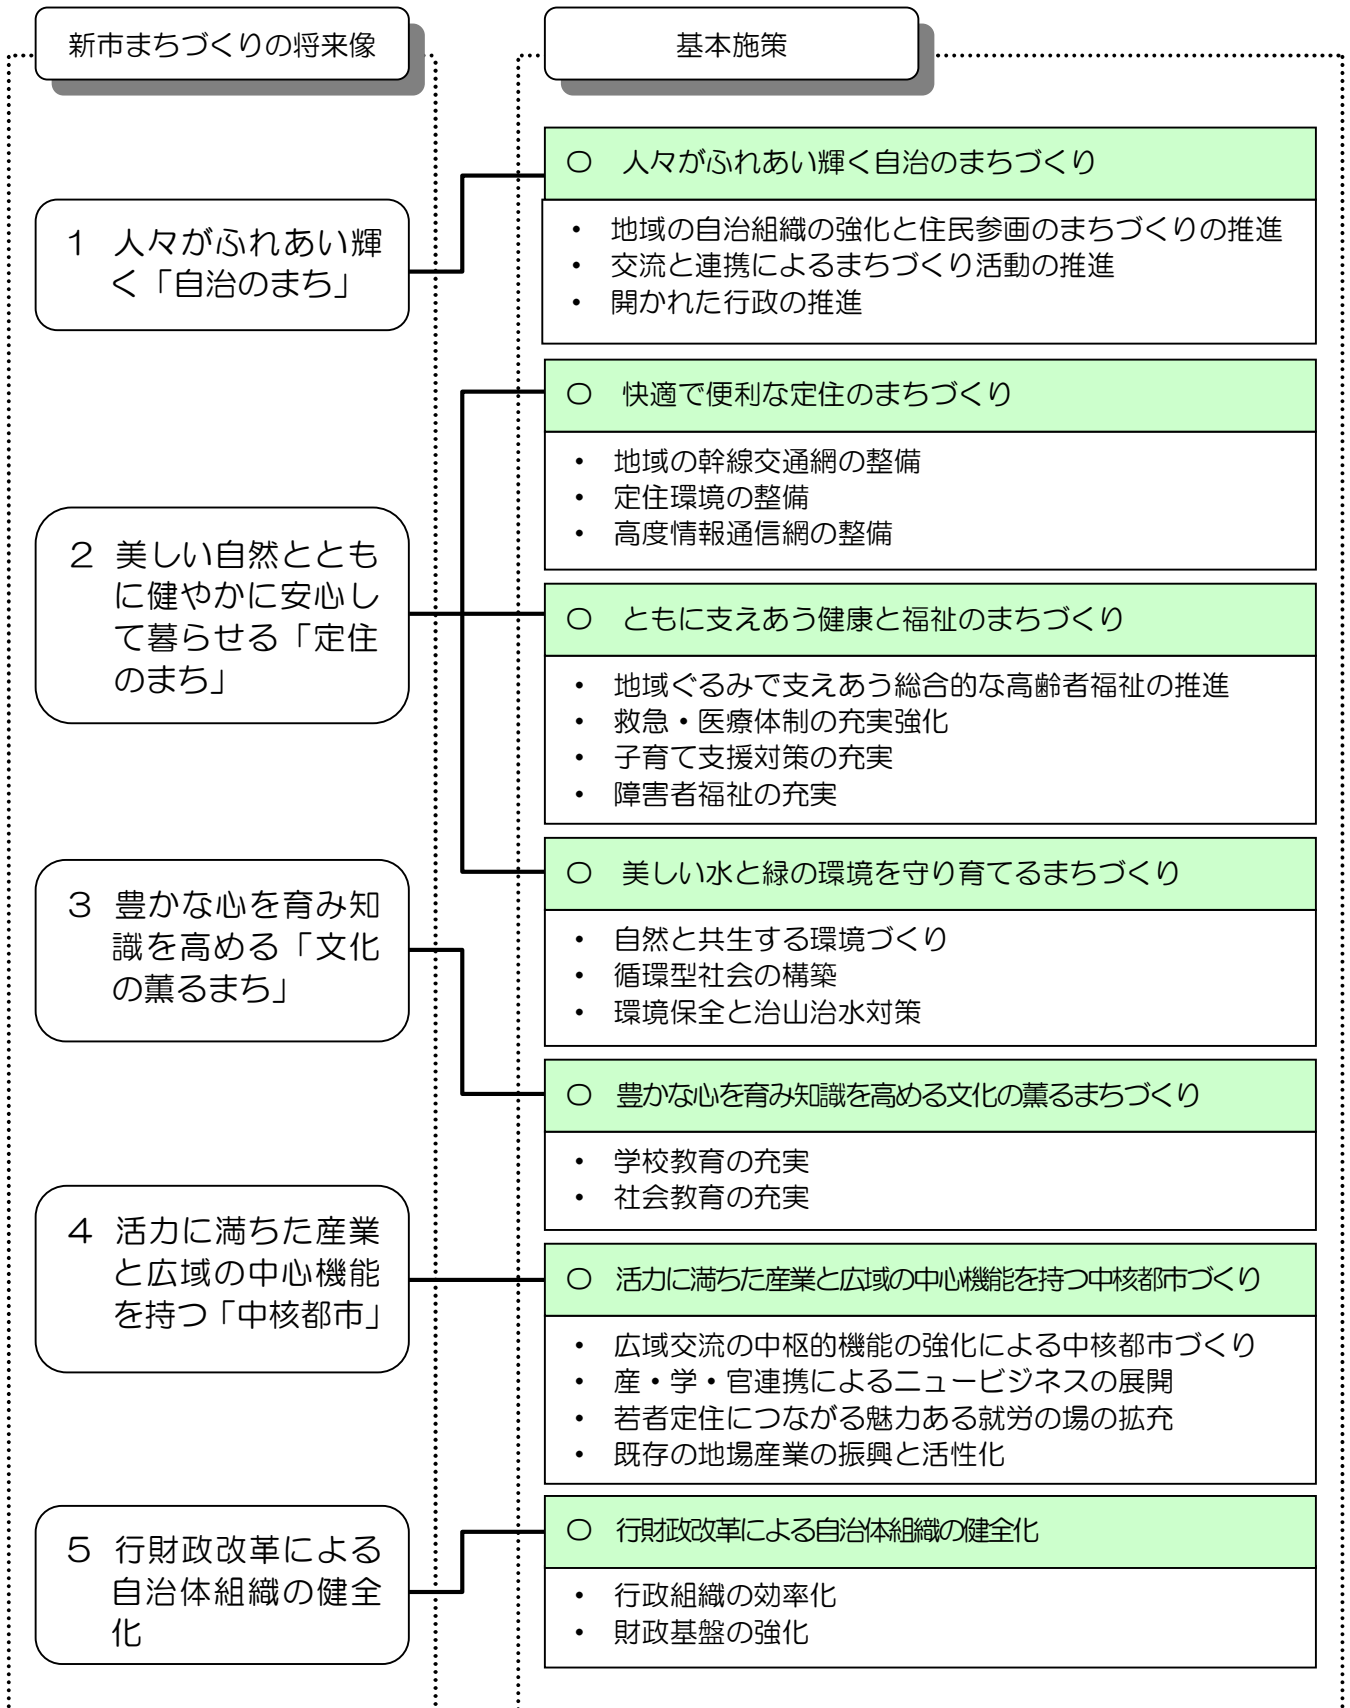 新市まちづくりの将来像
基本施策
1 人々がふれあい輝
く「自治のまち」
○ 人々がふれあい輝く自治のまちづくり
・ 地域の自治組織の強化と住民参画のまちづくりの推進
・ 交流と連携によるまちづくり活動の推進
・ 開かれた行政の推進
2 美しい自然ととも
に健やかに安心し
て暮らせる「定住
のまち」
○ 快適で便利な定住のまちづくり
・ 地域の幹線交通網の整備
・ 定住環境の整備
・ 高度情報通信網の整備
○ ともに支えあう健康と福祉のまちづくり
・ 地域ぐるみで支えあう総合的な高齢者福祉の推進
・ 救急・医療体制の充実強化
・ 子育て支援対策の充実
・ 障害者福祉の充実
○ 美しい水と緑の環境を守り育てるまちづくり
・ 自然と共生する環境づくり
・ 循環型社会の構築
・ 環境保全と治山治水対策
3 豊かな心を育み知
識を高める「文化
の薫るまち」
○ 豊かな心を育み知識を高める文化の薫るまちづくり
・ 学校教育の充実
・ 社会教育の充実
4 活力に満ちた産業
と広域の中心機能
を持つ「中核都市」
○ 活力に満ちた産業と広域の中心機能を持つ中核都市づくり
・ 広域交流の中枢的機能の強化による中核都市づくり
・ 産・学・官連携によるニュービジネスの展開
・ 若者定住につながる魅力ある就労の場の拡充
・ 既存の地場産業の振興と活性化
5 行財政改革による
自治体組織の健全
化
○ 行財政改革による自治体組織の健全化
・ 行政組織の効率化
・ 財政基盤の強化